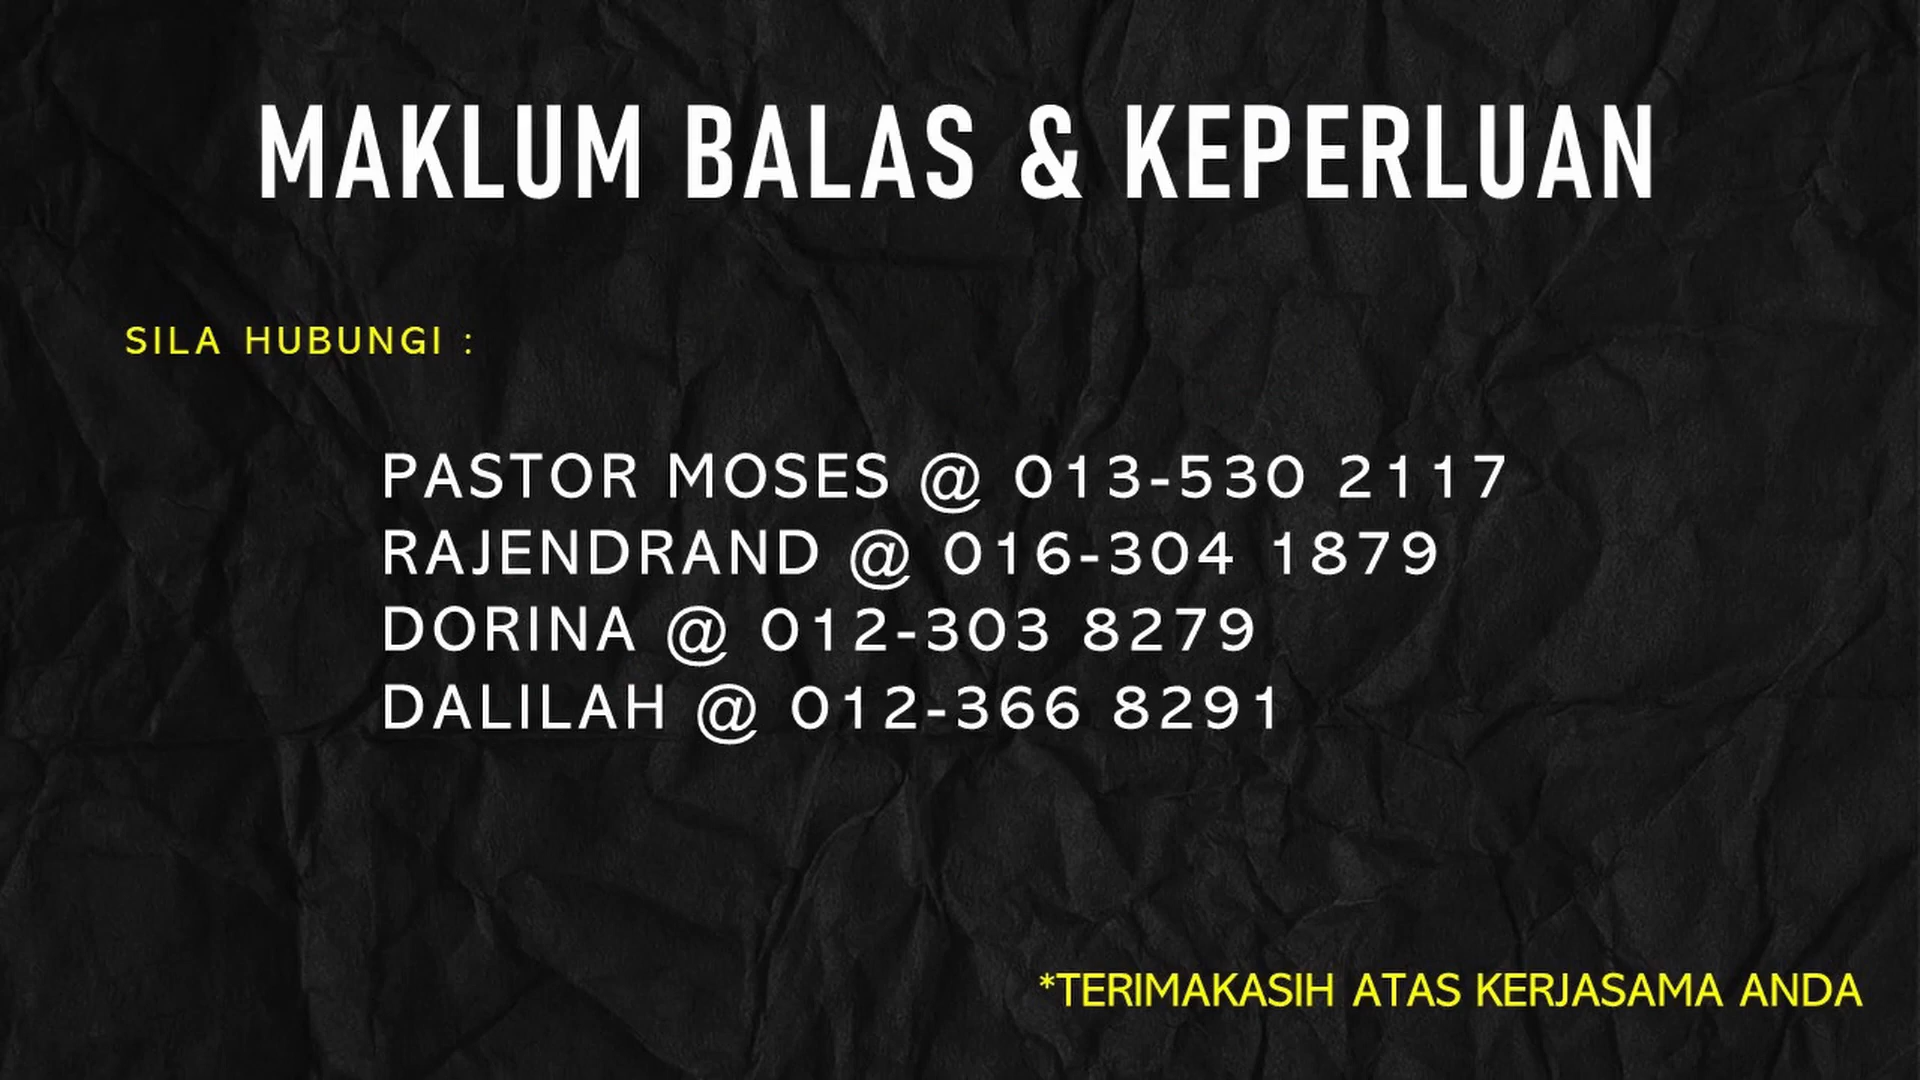 MAKLUM BALAS & KEPERLUAN
SILA HUBUNGI :
PASTOR MOSES @ 013-530 2117
RAJENDRAND @ 016-304 1879
DORINA @ 012-303 8279
DALILAH @ 012-366 8291
*TERIMAKASIH ATAS KERJASAMA ANDA